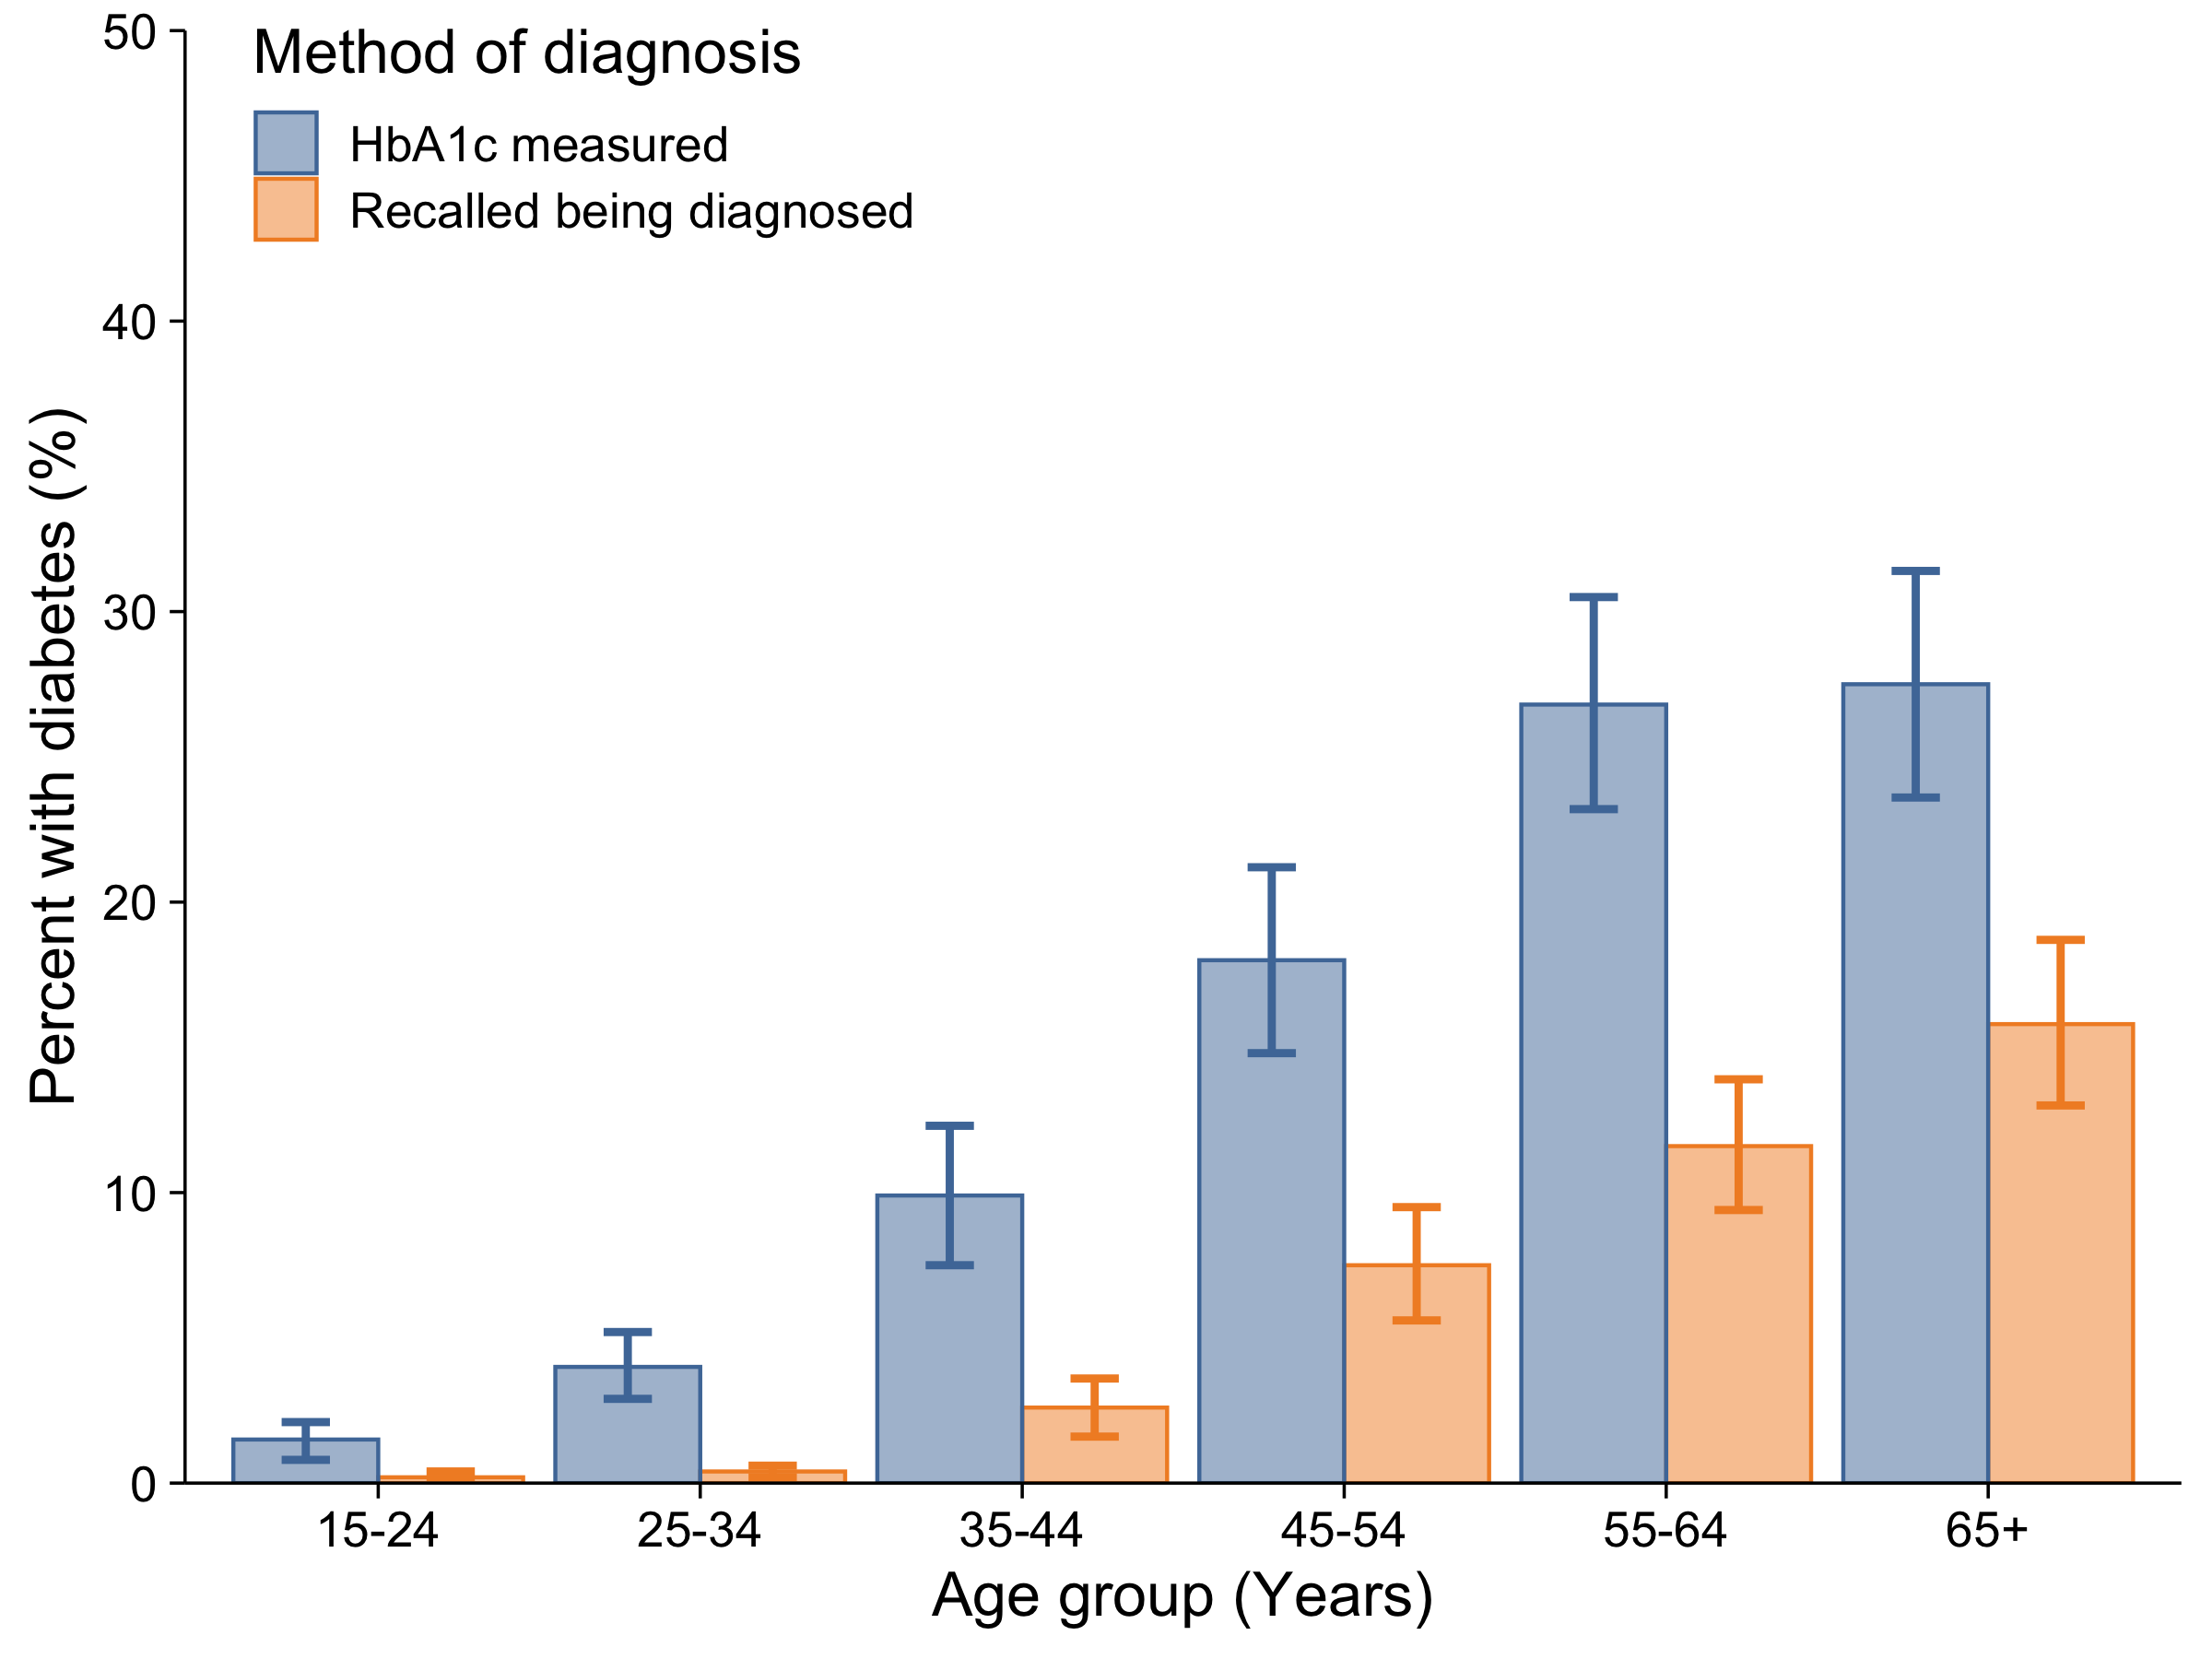 Method of diagnosis
HbA1c measured
Recalled being diagnosed
Percent with diabetes (%)
50
40
30
20
10
0
15-24 25-34 35-44 45-54 55-64 65+
Age group (Years)